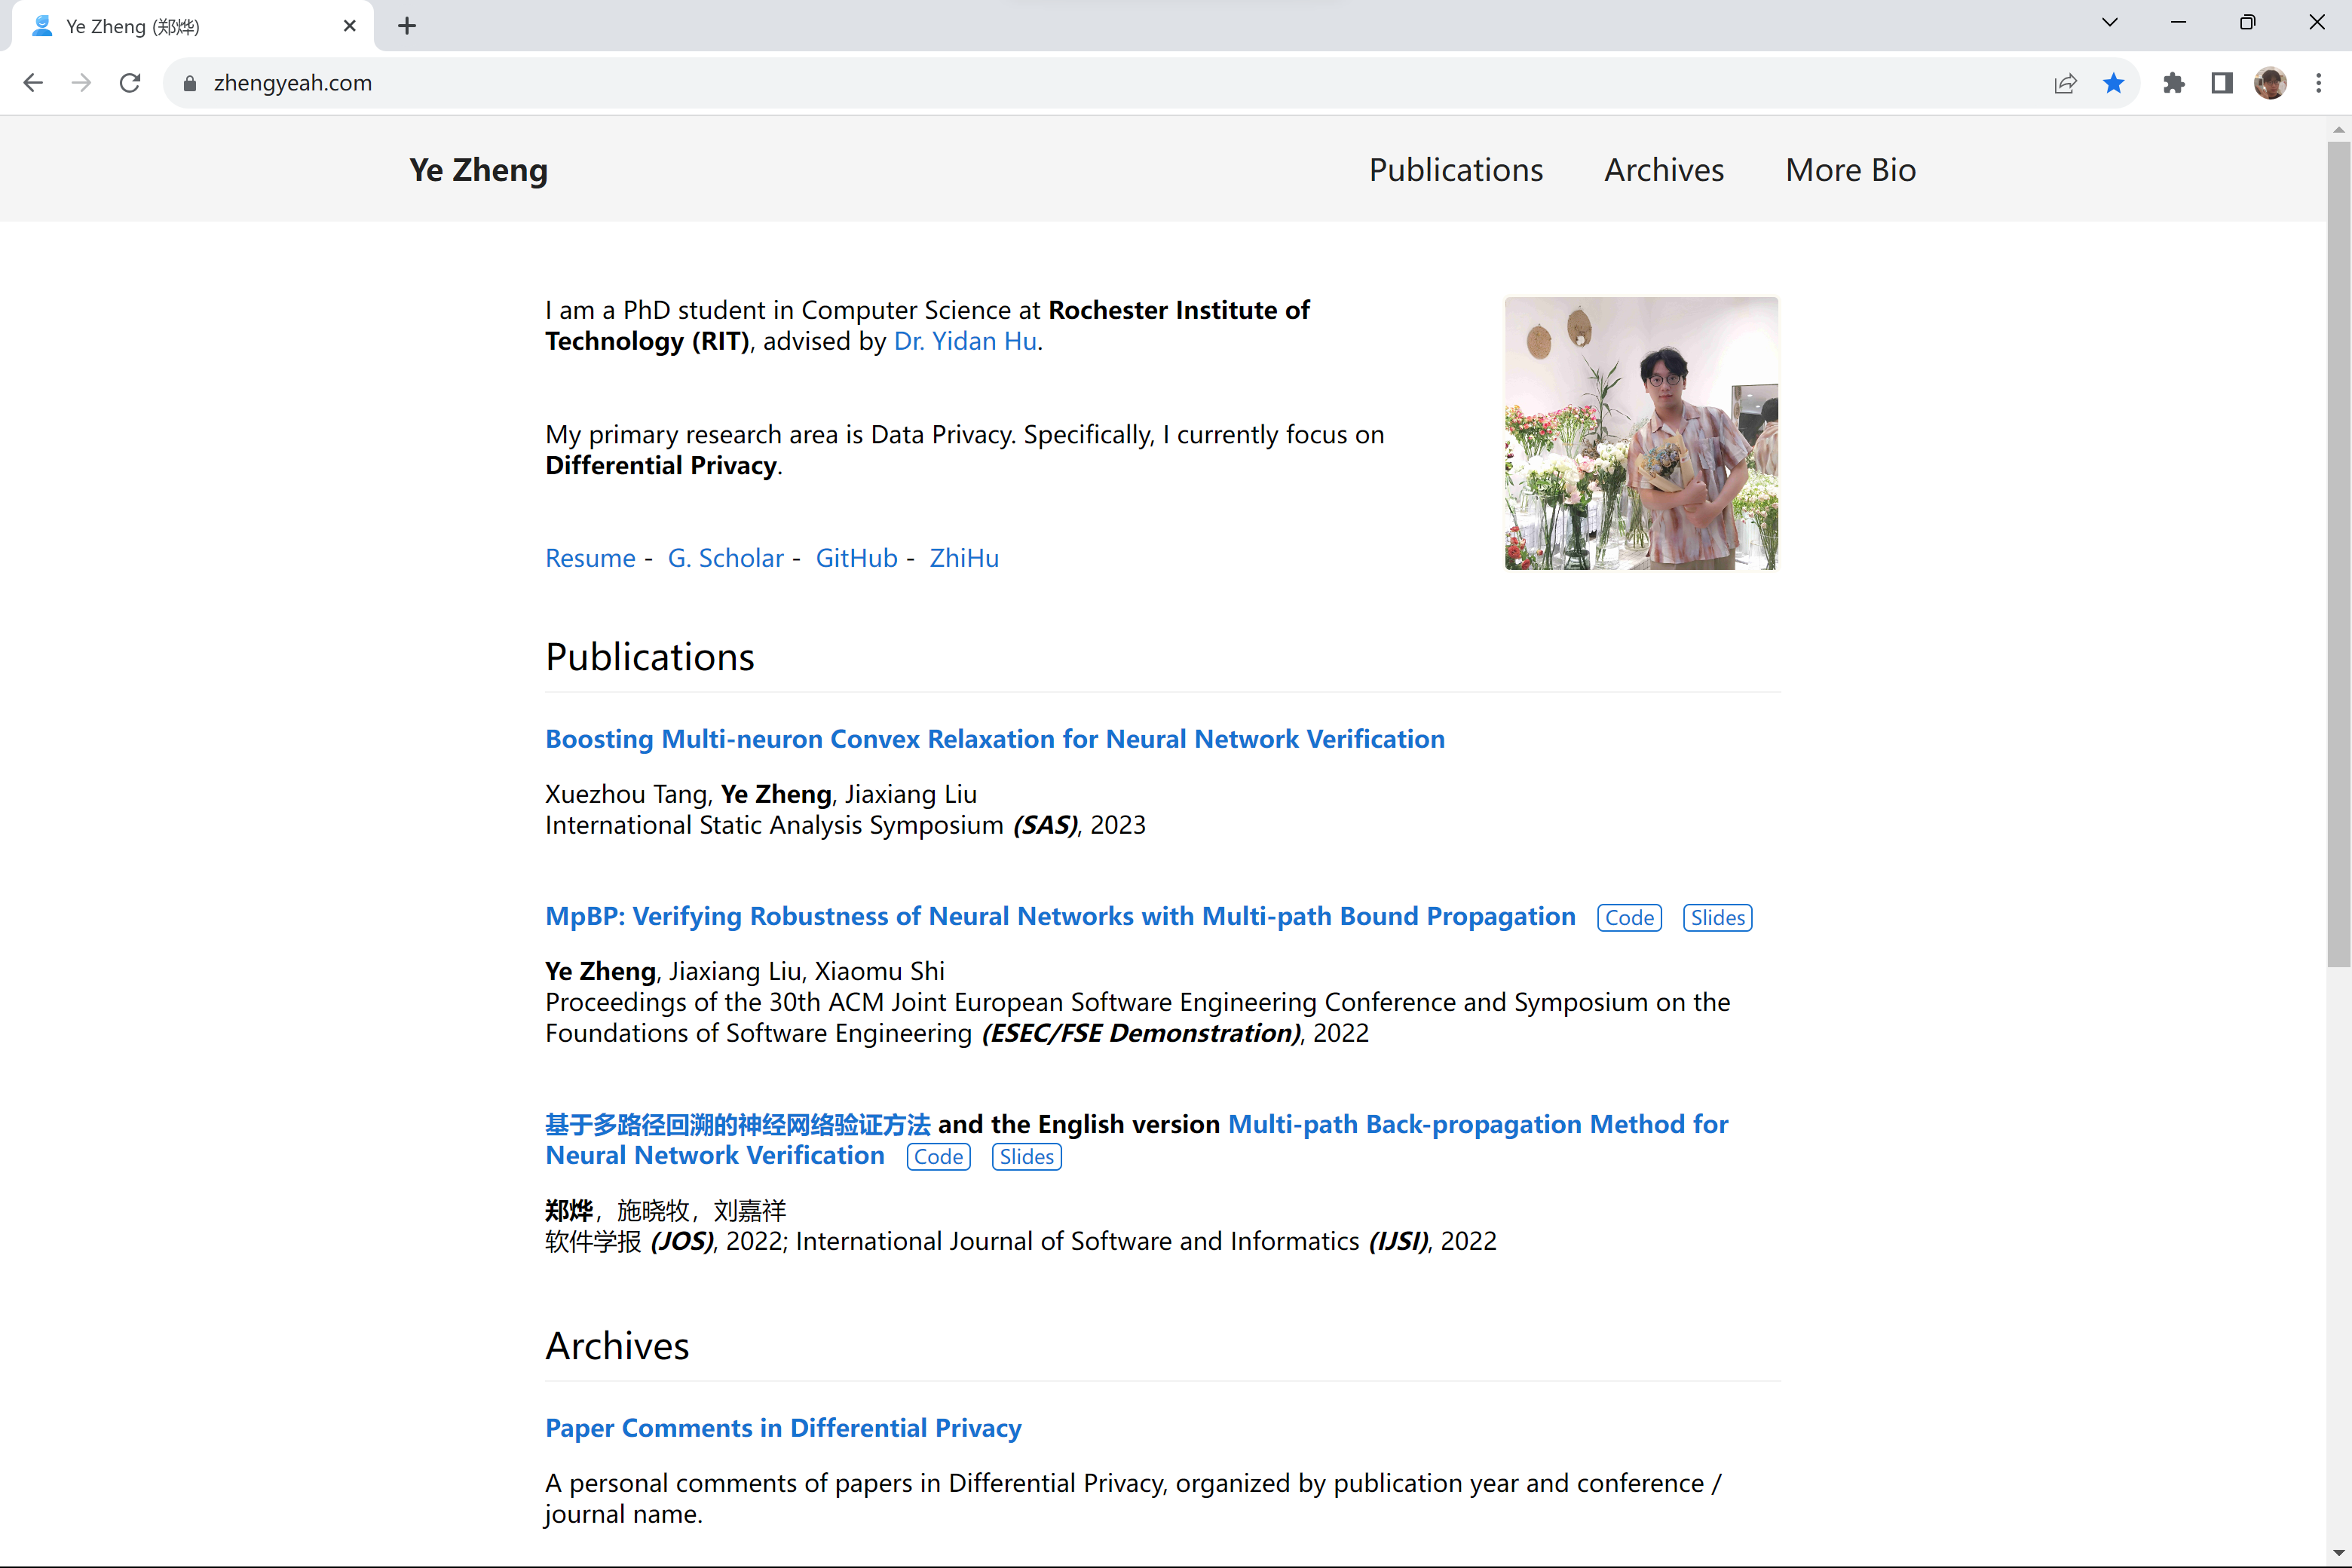 Ye Zheng (郑烨)
zhengyeah.com
Ye Zheng
Publications
Archives
More Bio
I am a PhD student in Computer Science at Rochester Institute of
Technology (RIT), advised by Dr. Yidan Hu.
My primary research area is Data Privacy. Specifically, I currently focus on
Differential Privacy.
Resume - G. Scholar - GitHub - ZhiHu
Publications
Boosting Multi-neuron Convex Relaxation for Neural Network Verification
Xuezhou Tang, Ye Zheng, Jiaxiang Liu
International Static Analysis Symposium (SAS), 2023
MpBP: Verifying Robustness of Neural Networks with Multi-path Bound Propagation Code Slides
Ye Zheng, Jiaxiang Liu, Xiaomu Shi
Proceedings of the 30th ACM Joint European Software Engineering Conference and Symposium on the
Foundations of Software Engineering (ESEC/FSE Demonstration), 2022
基于多路径回溯的神经网络验证方法 and the English version Multi-path Back-propagation Method for
Neural Network Verification Code Slides
郑烨，施晓牧，刘嘉祥
软件学报 (JOS), 2022; International Journal of Software and Informatics (IJSI), 2022
Archives
Paper Comments in Differential Privacy
A personal comments of papers in Differential Privacy, organized by publication year and conference /
journal name.